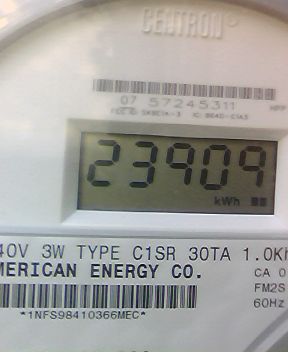 CENTRON®
07 57245311
23909
kWh
40V 3W TYPE C1SR 30TA 1.0Kh
MERICAN ENERGY CO.
CA 0
FM2S
60Hz
*1NFS98410366MEC*